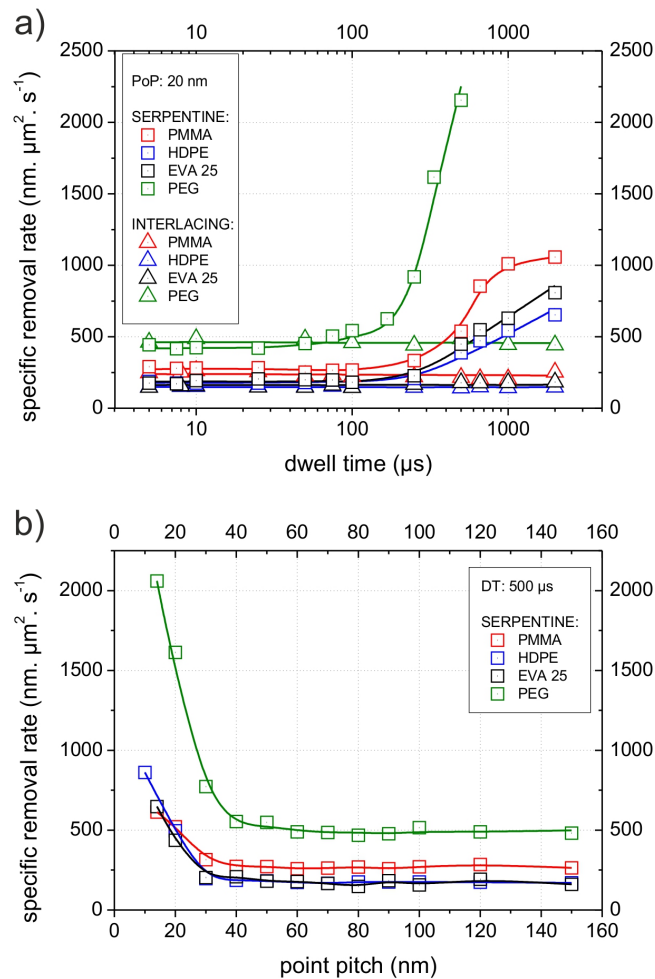 a)
10 100 1000
2500 2500
2000 2000
1500 1500
1000 1000
500 500
0 0
10 100 1000
specific removal rate (nm. µm². s⁻¹)
dwell time (µs)
PoP: 20 nm
SERPENTINE:
PMMA
HDPE
EVA 25
PEG
INTERLACING:
PMMA
HDPE
EVA 25
PEG
b)
0 20 40 60 80 100 120 140 160
2000 2000
1500 1500
1000 1000
500 500
0 0
0 20 40 60 80 100 120 140 160
specific removal rate (nm. µm². s⁻¹)
point pitch (nm)
DT: 500 µs
SERPENTINE:
PMMA
HDPE
EVA 25
PEG